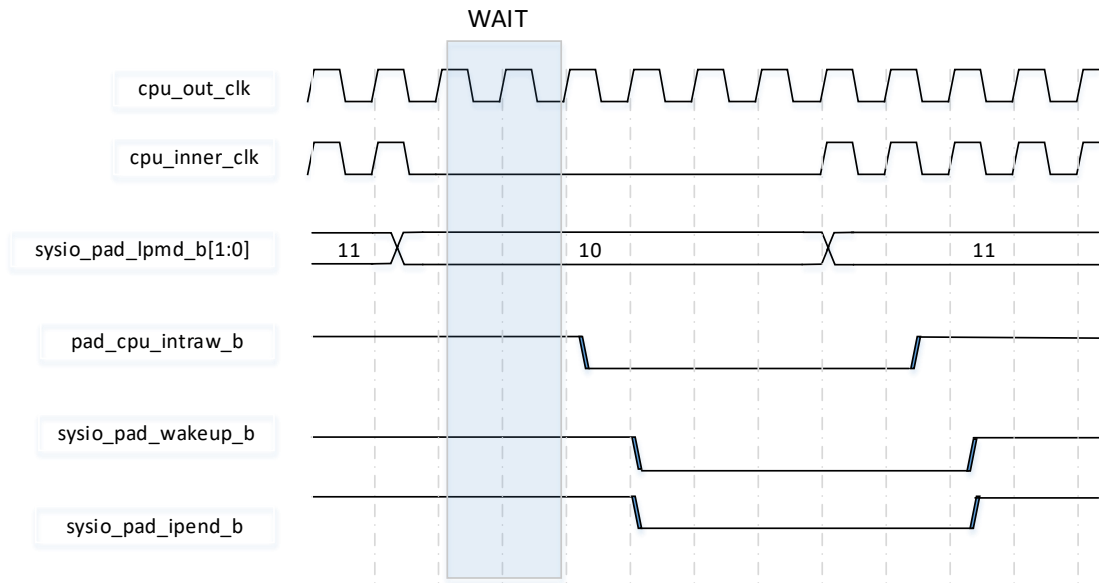 WAIT
cpu_out_clk
cpu_inner_clk
sysio_pad_lpmd_b[1:0]
11
10
11
pad_cpu_intraw_b
sysio_pad_wakeup_b
sysio_pad_ipend_b